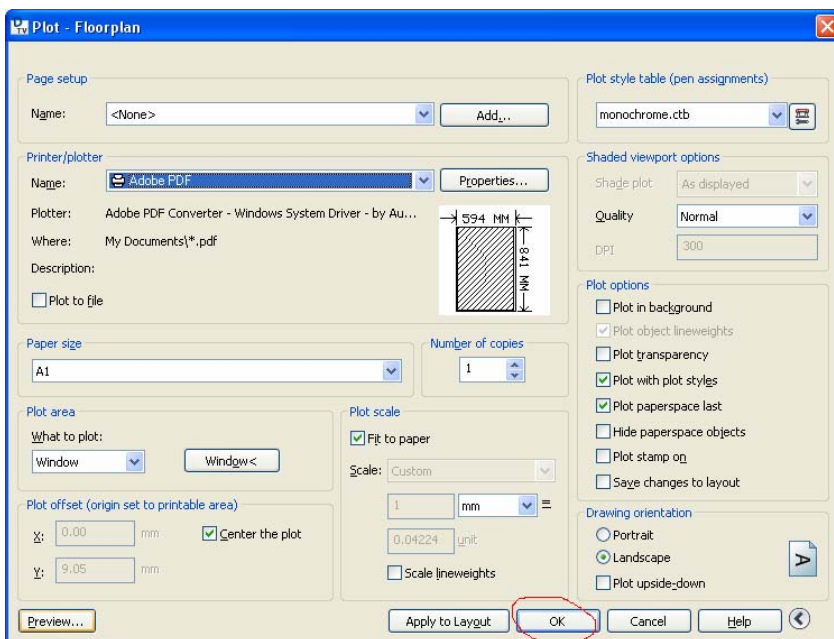 Plot - Floorplan
Page setup
Name: <None> Add...
Printer/plotter
Name: Adobe PDF Properties...
Plotter: Adobe PDF Converter - Windows System Driver - by Au...
Where: My Documents\*.pdf
Description:
Plot to file
594 MM
841 MM
Paper size
A1
Number of copies
1
Plot area
What to plot:
Window Window<
Plot offset (origin set to printable area)
X: 0.00 mm Center the plot
Y: 9.05 mm
Plot scale
Fit to paper
Scale: Custom
1 mm =
0.04224 unit
Scale lineweights
Plot style table (pen assignments)
monochrome.ctb
Shaded viewport options
Shade plot As displayed
Quality Normal
DPI 300
Plot options
Plot in background
Plot object lineweights
Plot transparency
Plot with plot styles
Plot paperspace last
Hide paperspace objects
Plot stamp on
Save changes to layout
Drawing orientation
Portrait
Landscape
Plot upside-down
A
Preview... Apply to Layout OK Cancel Help